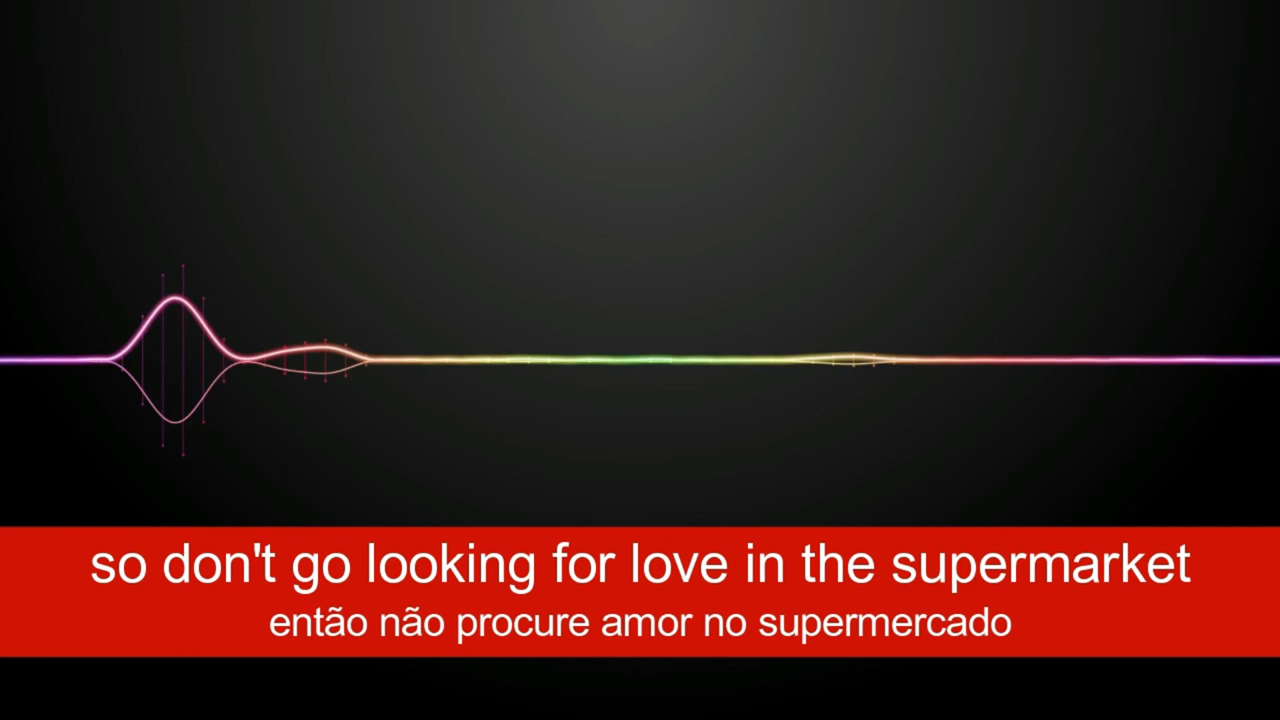 so don't go looking for love in the supermarket
então não procure amor no supermercado